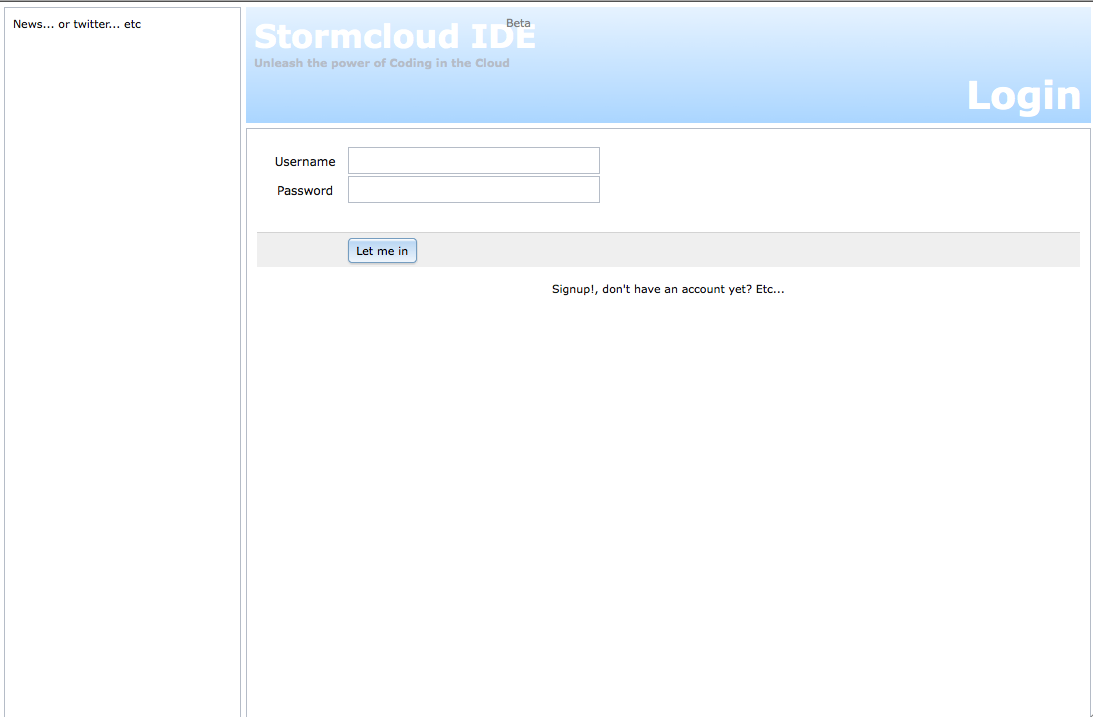 News... or twitter... etc
Beta
Stormcloud IDE
Unleash the power of Coding in the Cloud
Login
Username
Password
Let me in
Signup!, don't have an account yet? Etc...